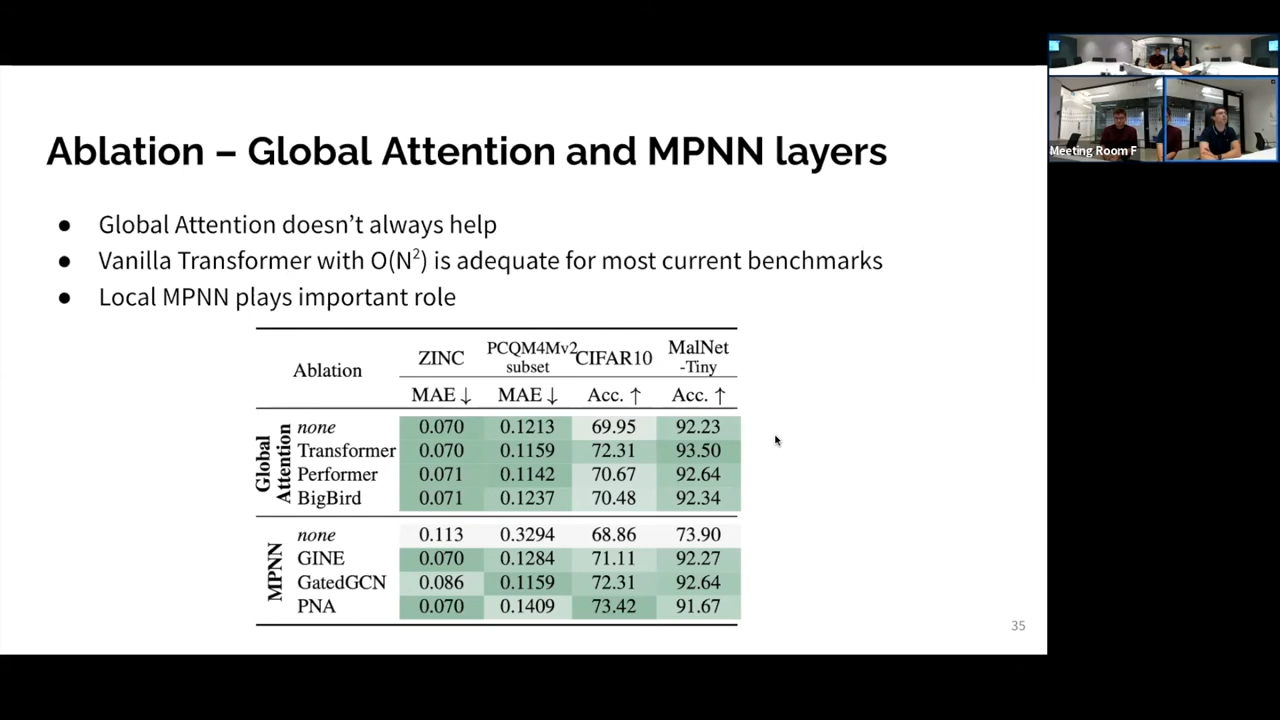 Ablation – Global Attention and MPNN layers
● Global Attention doesn't always help
● Vanilla Transformer with O(N²) is adequate for most current benchmarks
● Local MPNN plays important role
Ablation ZINC PCQM4Mv2 subset CIFAR10 MalNet-Tiny
MAE ↓ MAE ↓ Acc. ↑ Acc. ↑
Global Attention
none 0.070 0.1213 69.95 92.23
Transformer 0.070 0.1159 72.31 93.50
Performer 0.071 0.1142 70.67 92.64
BigBird 0.071 0.1237 70.48 92.34
MPNN
none 0.113 0.3294 68.86 73.90
GINE 0.070 0.1284 71.11 92.27
GatedGCN 0.086 0.1159 72.31 92.64
PNA 0.070 0.1409 73.42 91.67
35
Meeting Room F